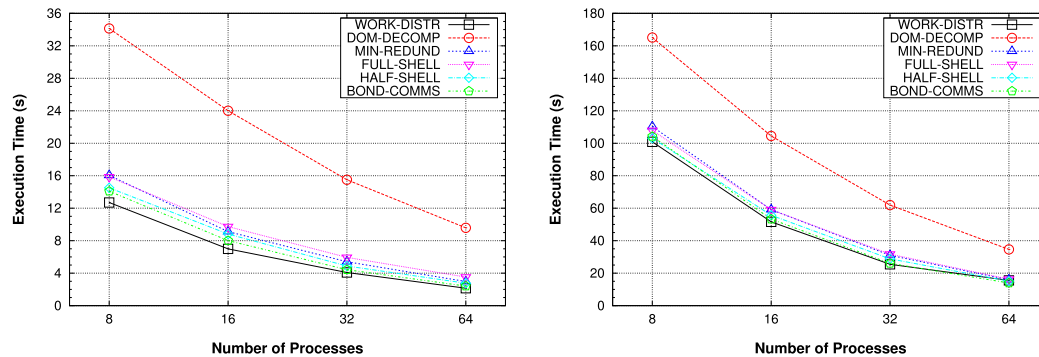 36
32
28
24
20
16
12
8
4
0
Execution Time (s)
8 16 32 64
Number of Processes
WORK-DISTR
DOM-DECOMP
MIN-REDUND
FULL-SHELL
HALF-SHELL
BOND-COMMS
180
160
140
120
100
80
60
40
20
0
Execution Time (s)
8 16 32 64
Number of Processes
WORK-DISTR
DOM-DECOMP
MIN-REDUND
FULL-SHELL
HALF-SHELL
BOND-COMMS